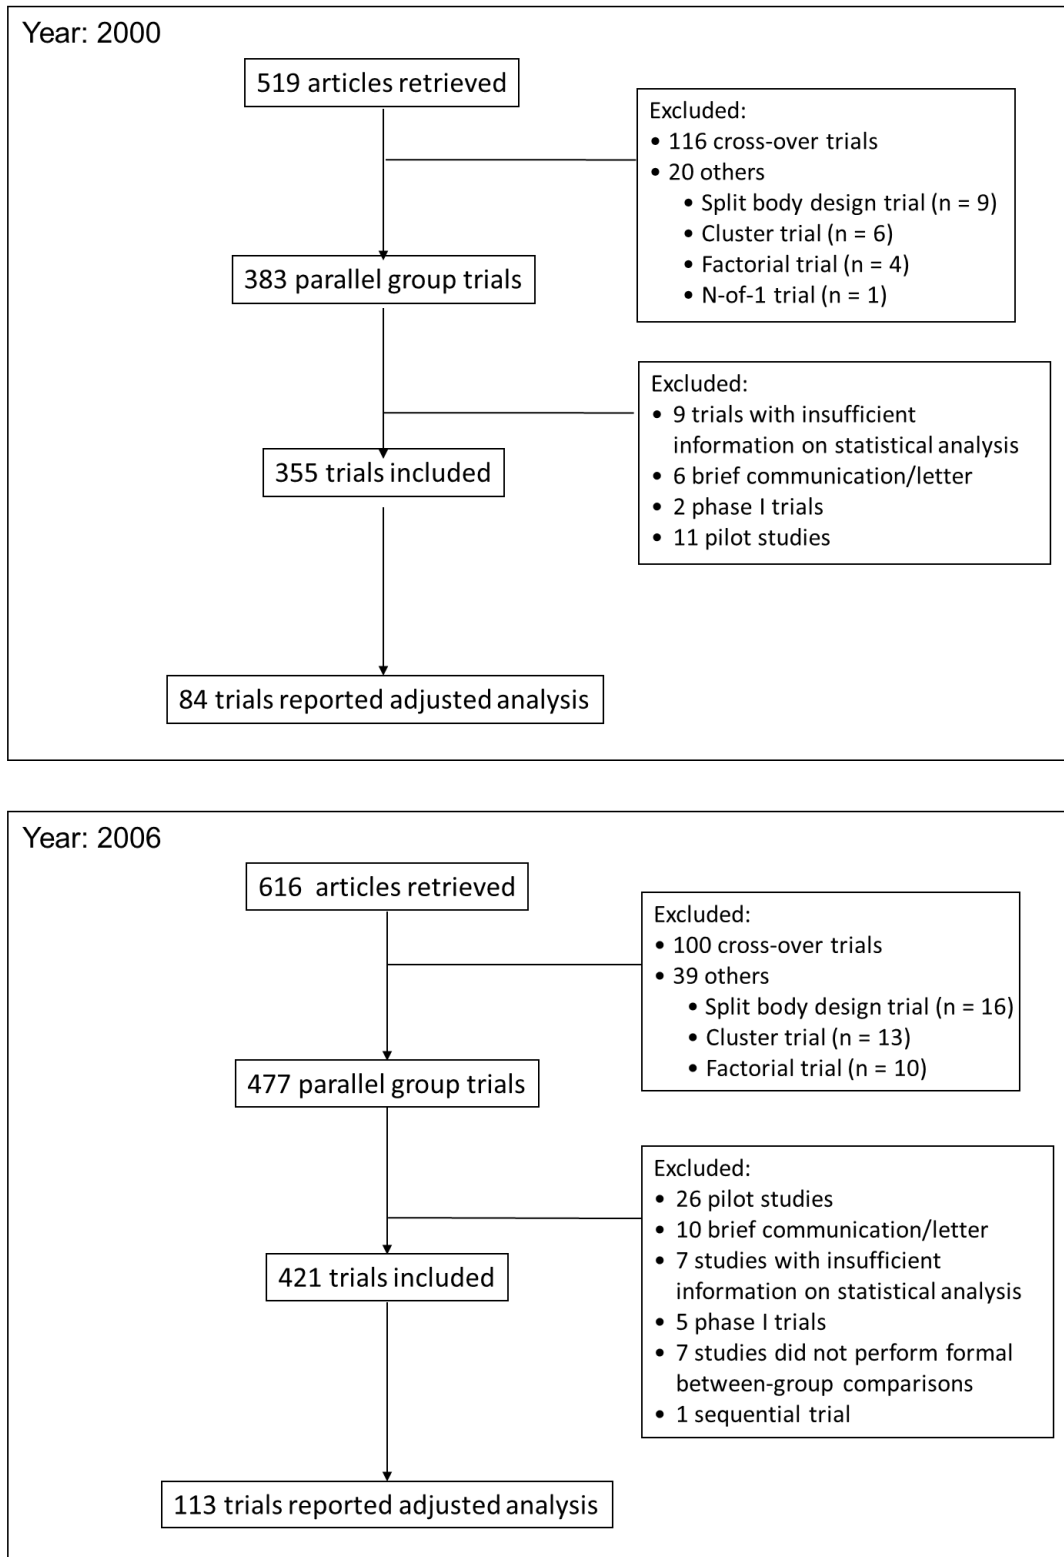 Year: 2000
519 articles retrieved
Excluded:
• 116 cross-over trials
• 20 others
• Split body design trial (n = 9)
• Cluster trial (n = 6)
• Factorial trial (n = 4)
• N-of-1 trial (n = 1)
383 parallel group trials
Excluded:
• 9 trials with insufficient
information on statistical analysis
• 6 brief communication/letter
• 2 phase I trials
• 11 pilot studies
355 trials included
84 trials reported adjusted analysis
Year: 2006
616 articles retrieved
Excluded:
• 100 cross-over trials
• 39 others
• Split body design trial (n = 16)
• Cluster trial (n = 13)
• Factorial trial (n = 10)
477 parallel group trials
Excluded:
• 26 pilot studies
• 10 brief communication/letter
• 7 studies with insufficient
information on statistical analysis
• 5 phase I trials
• 7 studies did not perform formal
between-group comparisons
• 1 sequential trial
421 trials included
113 trials reported adjusted analysis